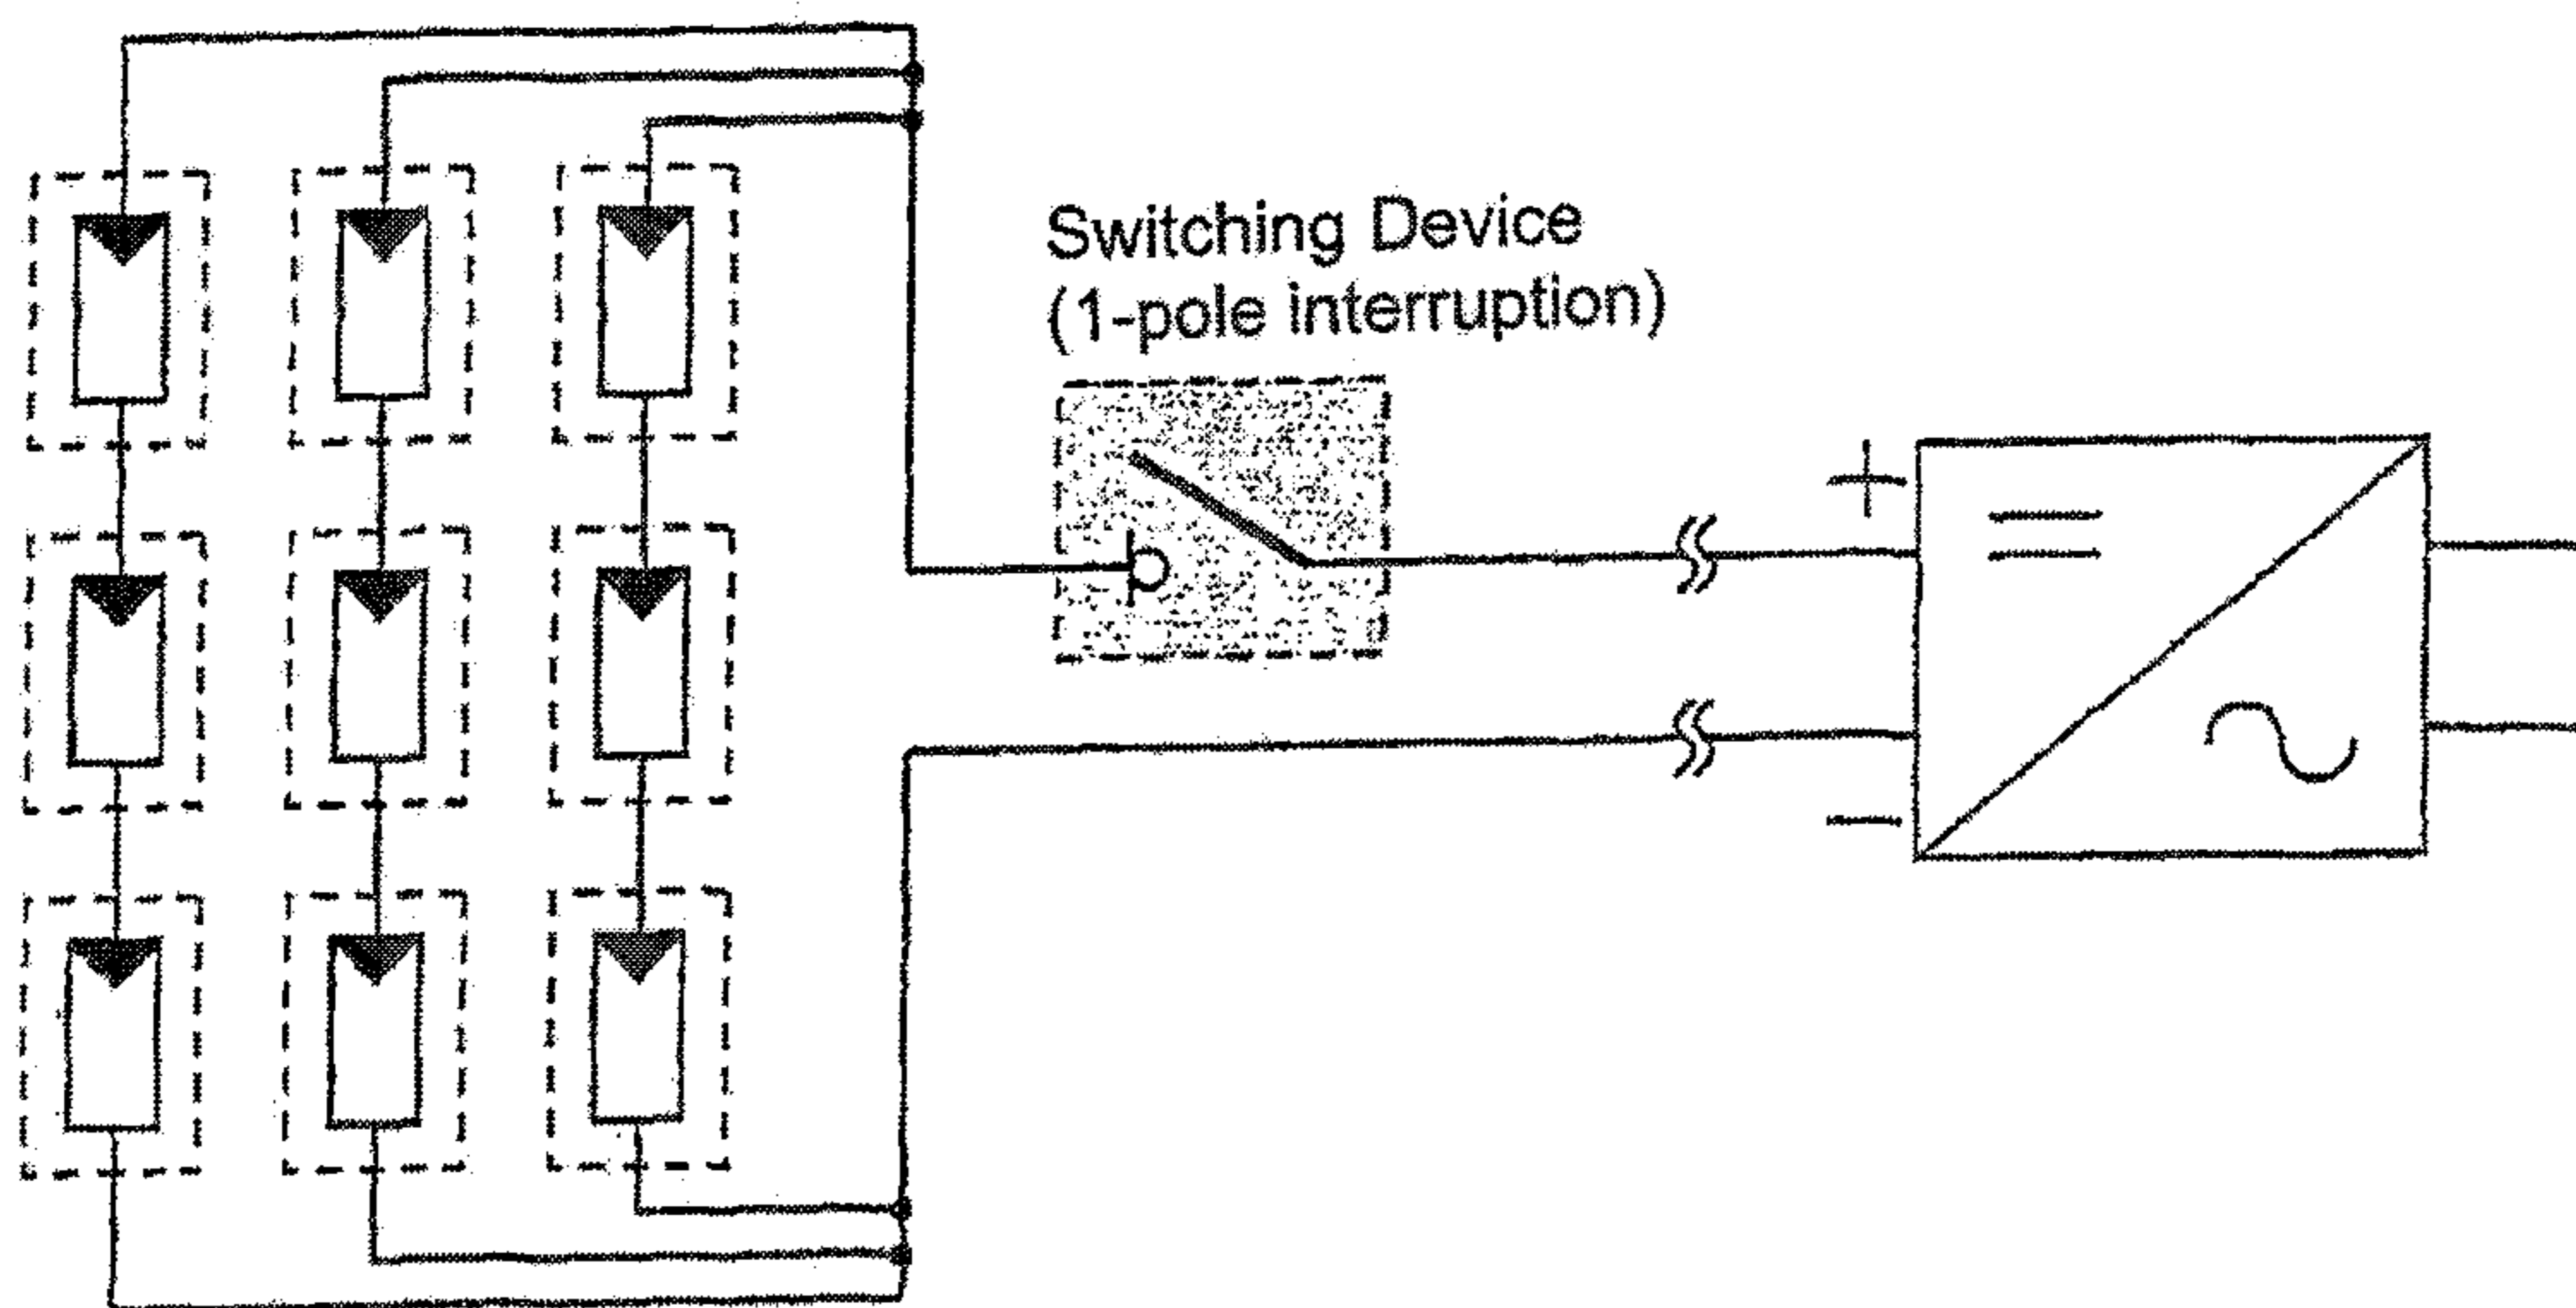 Switching Device
(1-pole interruption)
+
−